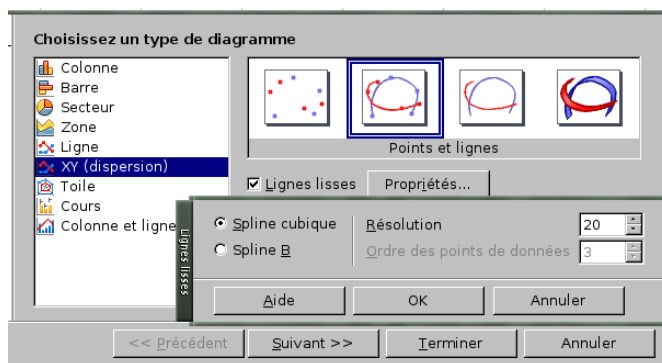 Choisissez un type de diagramme
Colonne
Barre
Secteur
Zone
Ligne
XY (dispersion)
Toile
Cours
Colonne et ligne
Points et lignes
Lignes lisses
Propriétés...
Lignes lisses
Spline cubique
Spline B
Résolution
20
Ordre des points de données
3
Aide
OK
Annuler
<< Précédent
Suivant >>
Terminer
Annuler